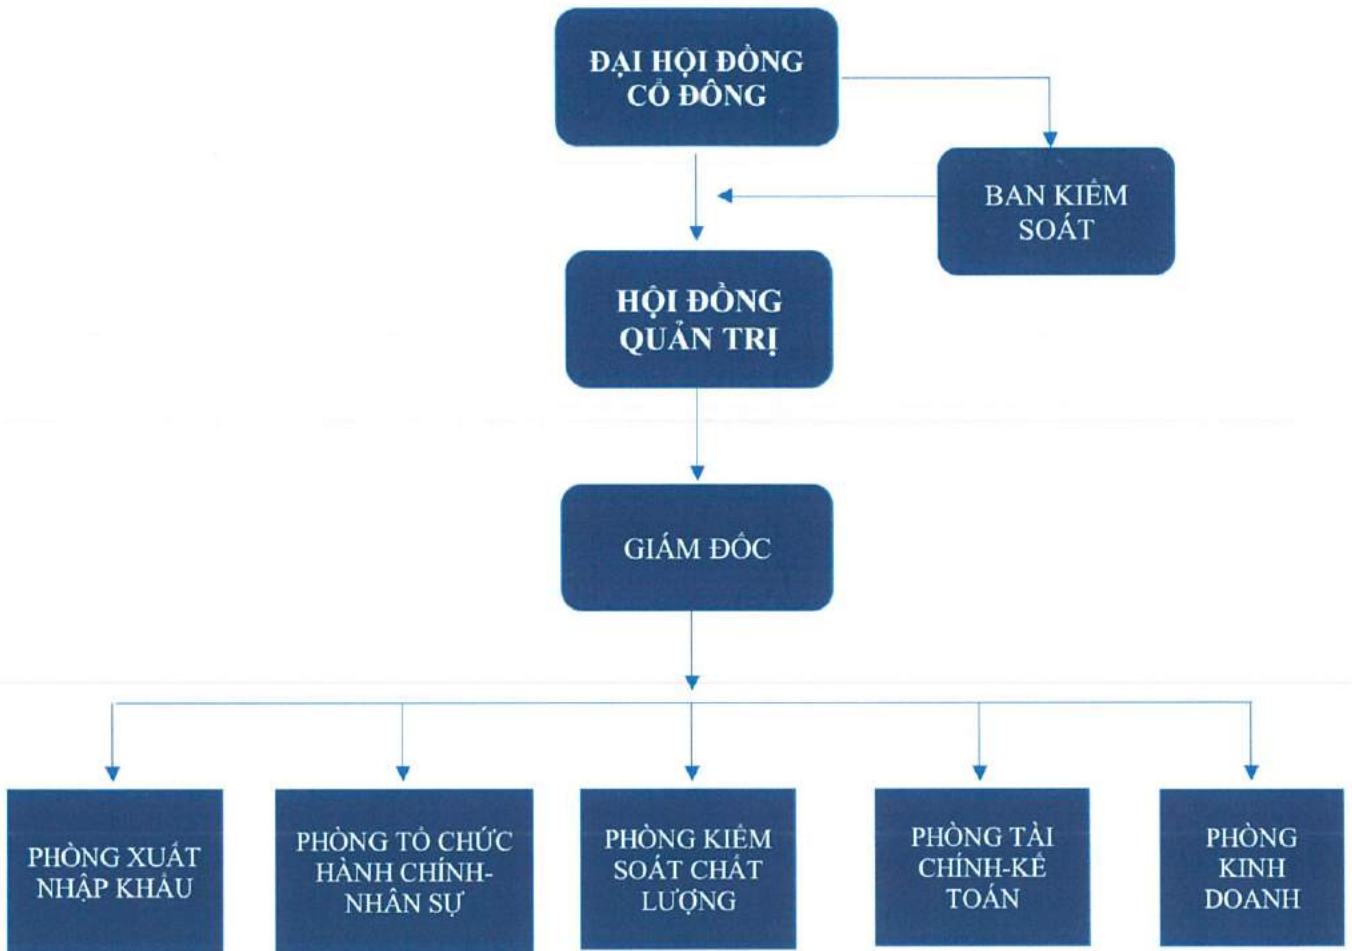 ĐẠI HỘI ĐỒNG
CỔ ĐÔNG
BAN KIỂM
SOÁT
HỘI ĐỒNG
QUẢN TRỊ
GIÁM ĐỐC
PHÒNG XUẤT
NHẬP KHẨU
PHÒNG TỔ CHỨC
HÀNH CHÍNH-
NHÂN SỰ
PHÒNG KIỂM
SOÁT CHẤT
LƯỢNG
PHÒNG TÀI
CHÍNH-KẾ
TOÁN
PHÒNG
KINH
DOANH